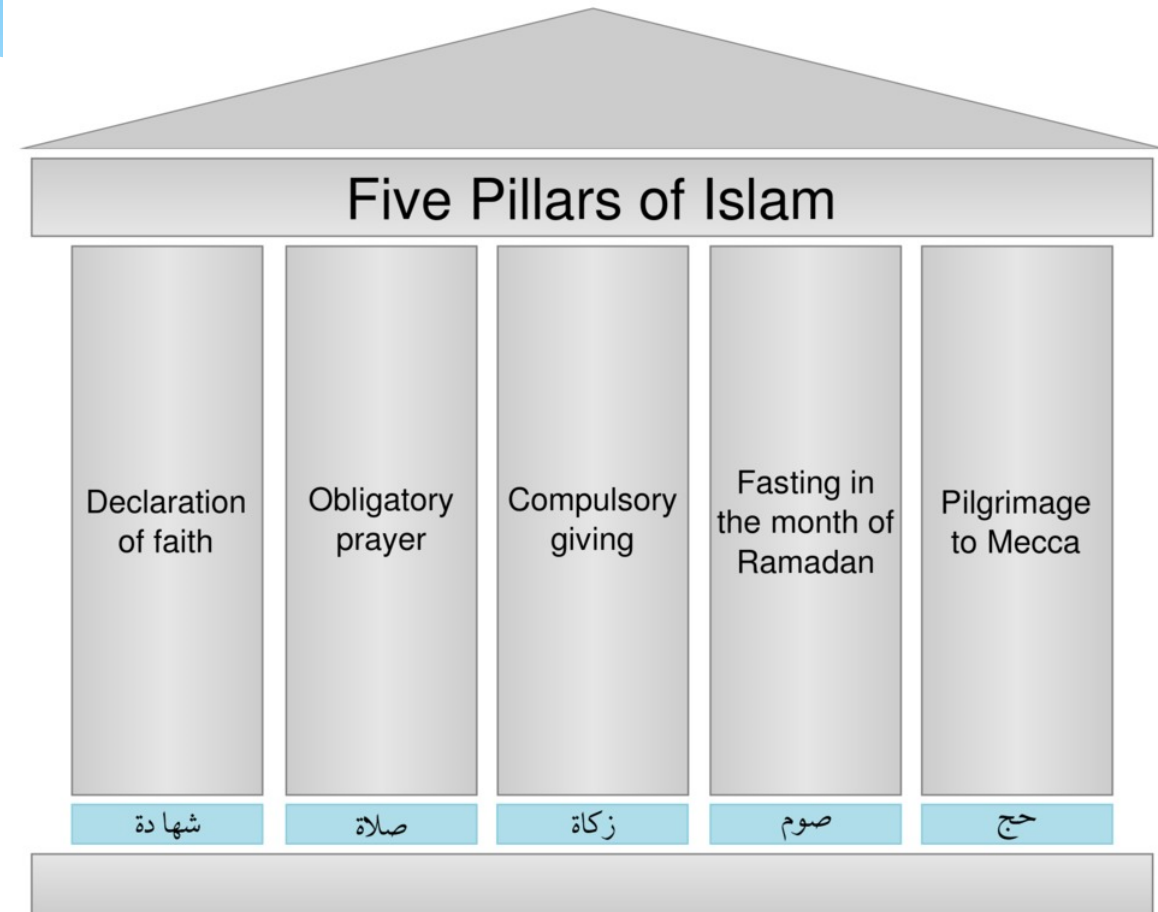 Five Pillars of Islam
Declaration
of faith
Obligatory
prayer
Compulsory
giving
Fasting in
the month of
Ramadan
Pilgrimage
to Mecca
شهادة
صلاة
زكاة
صوم
حج